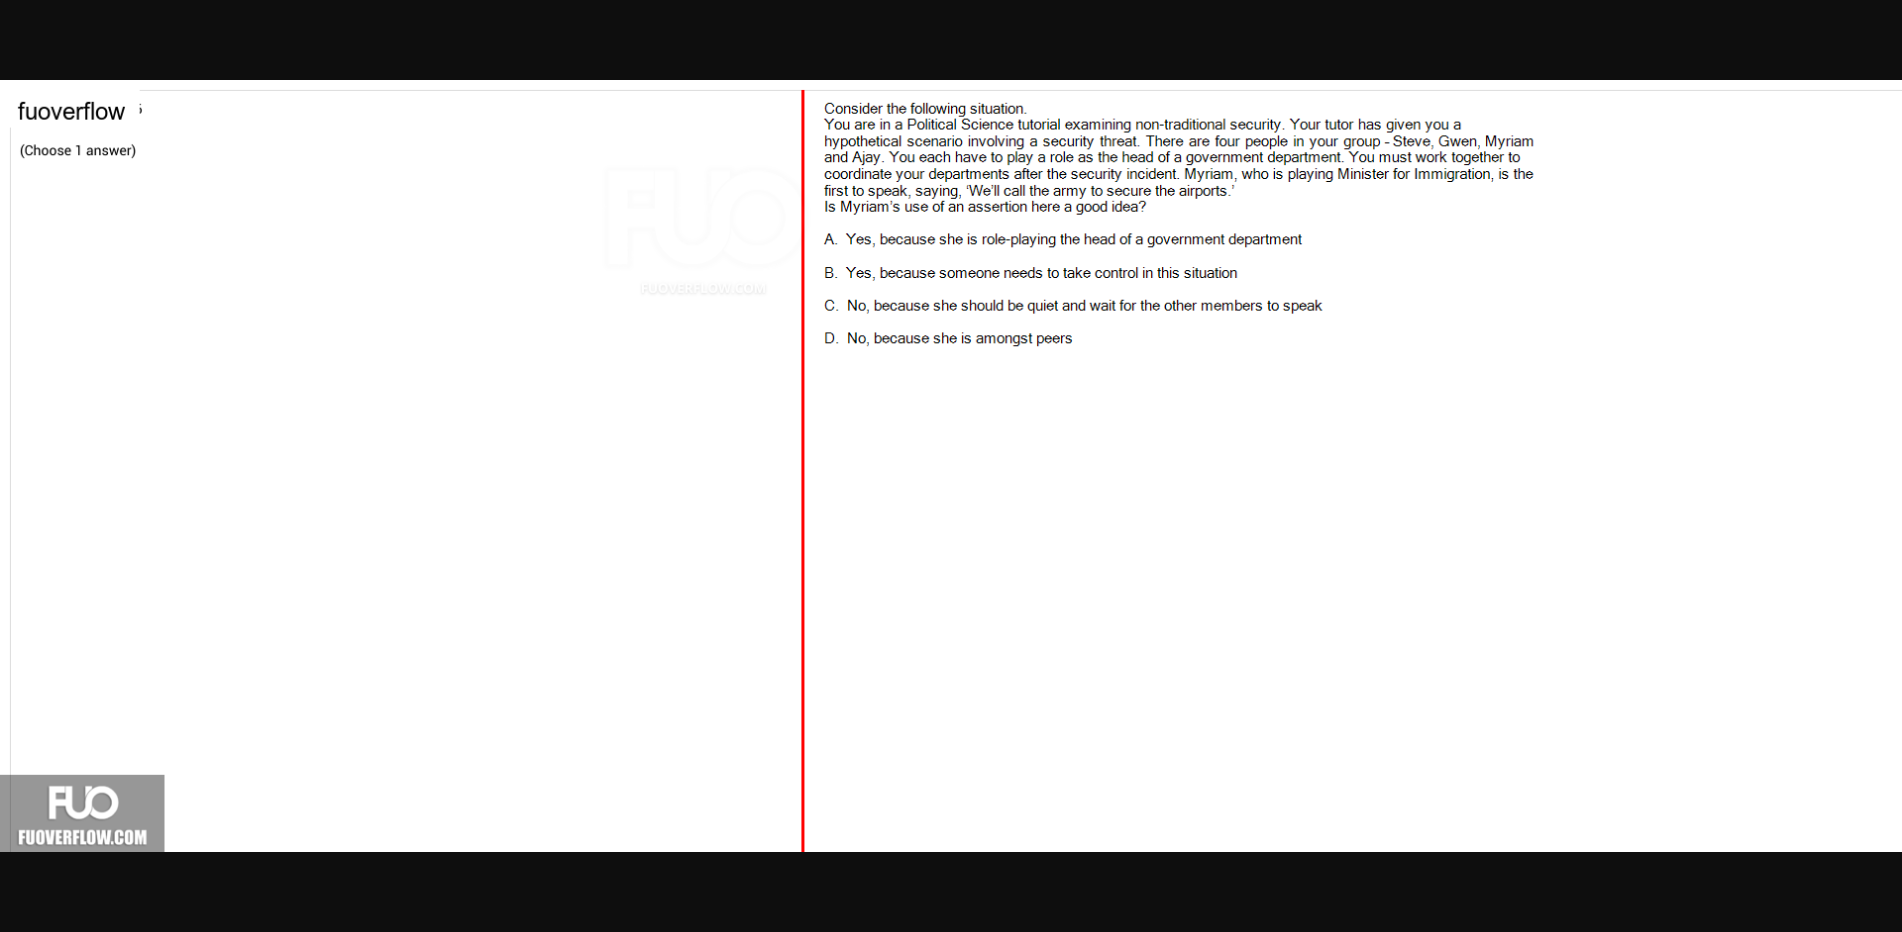 fuoverflow
(Choose 1 answer)
FUO
FUOVERFLOW.COM
Consider the following situation.
You are in a Political Science tutorial examining non-traditional security. Your tutor has given you a
hypothetical scenario involving a security threat. There are four people in your group - Steve, Gwen, Myriam
and Ajay. You each have to play a role as the head of a government department. You must work together to
coordinate your departments after the security incident. Myriam, who is playing Minister for Immigration, is the
first to speak, saying, ‘We’ll call the army to secure the airports.’
Is Myriam’s use of an assertion here a good idea?
A. Yes, because she is role-playing the head of a government department
B. Yes, because someone needs to take control in this situation
C. No, because she should be quiet and wait for the other members to speak
D. No, because she is amongst peers
FUO
FUOVERFLOW.COM